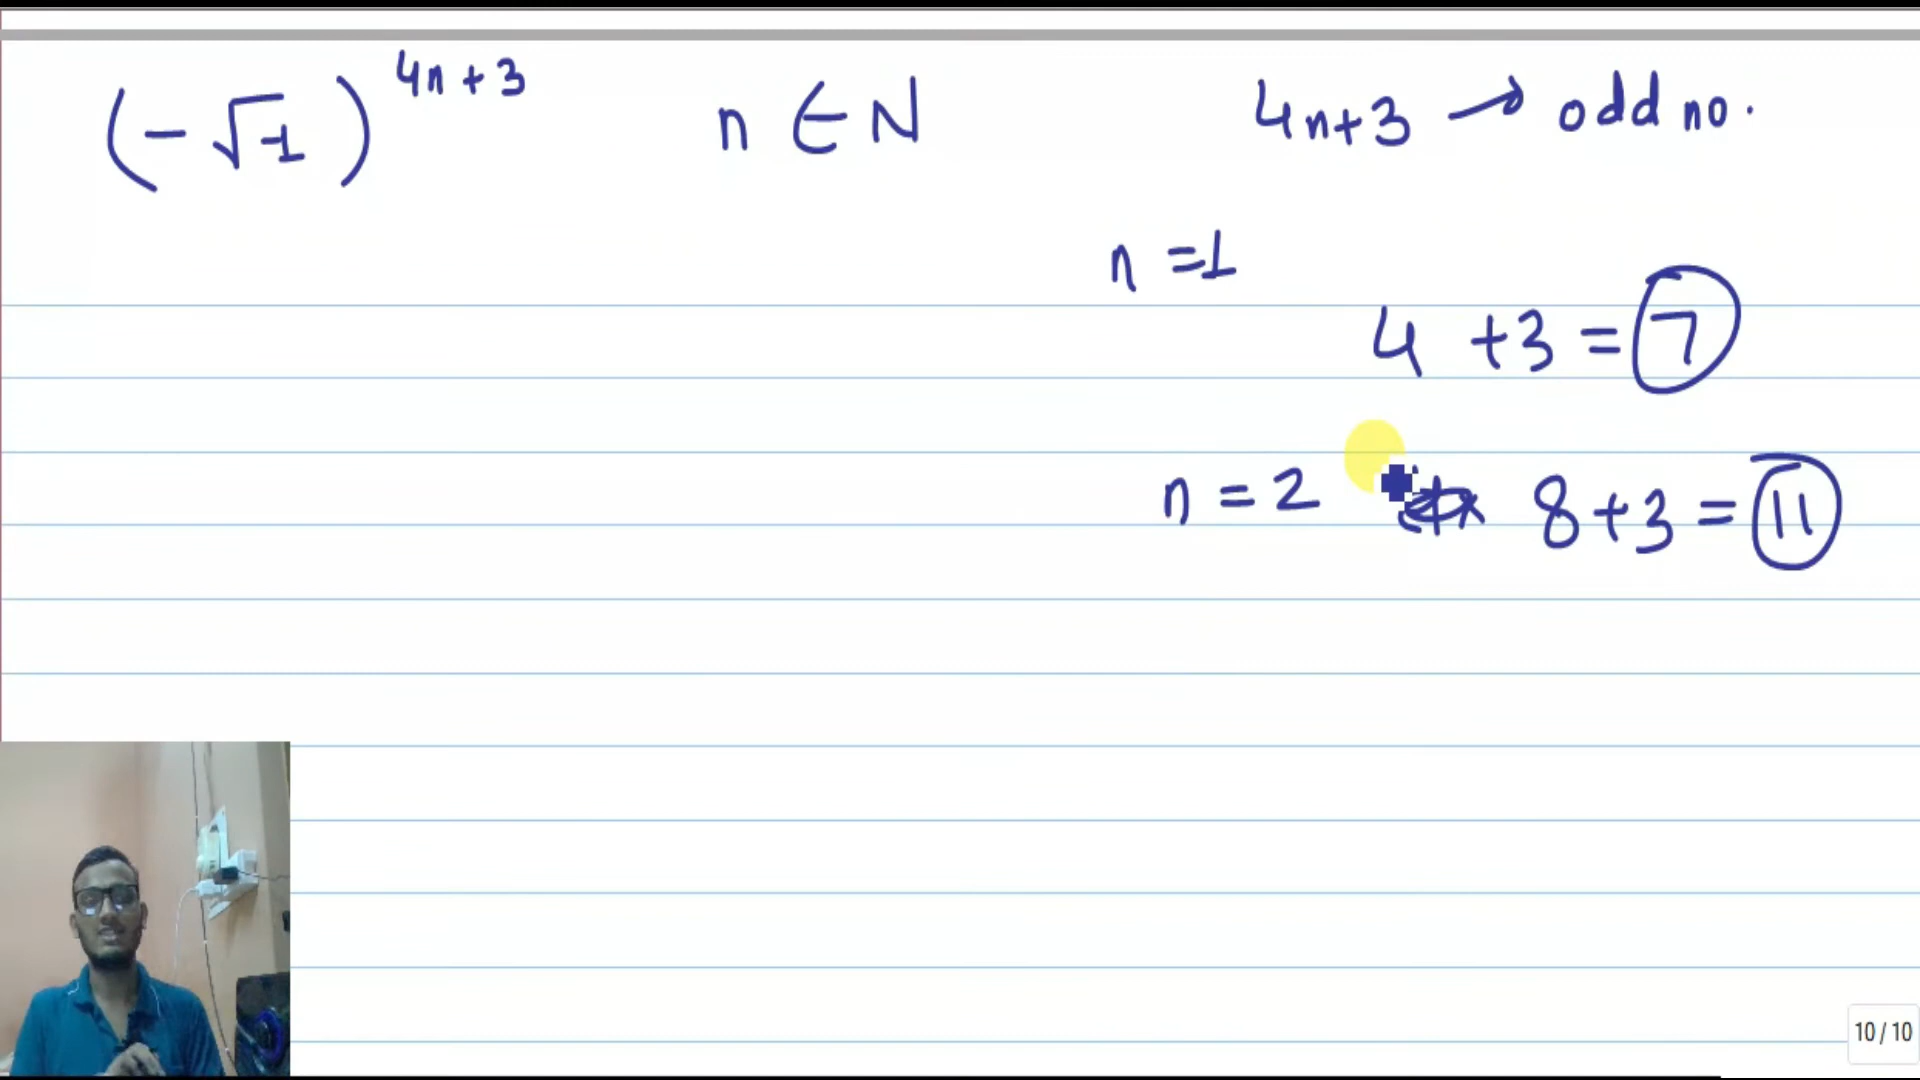 (-√-1)^{4n+3} n ∈ N 4n+3 → odd no.
n = 1
4 + 3 = 7
n = 2 8 + 3 = 11
10 / 10